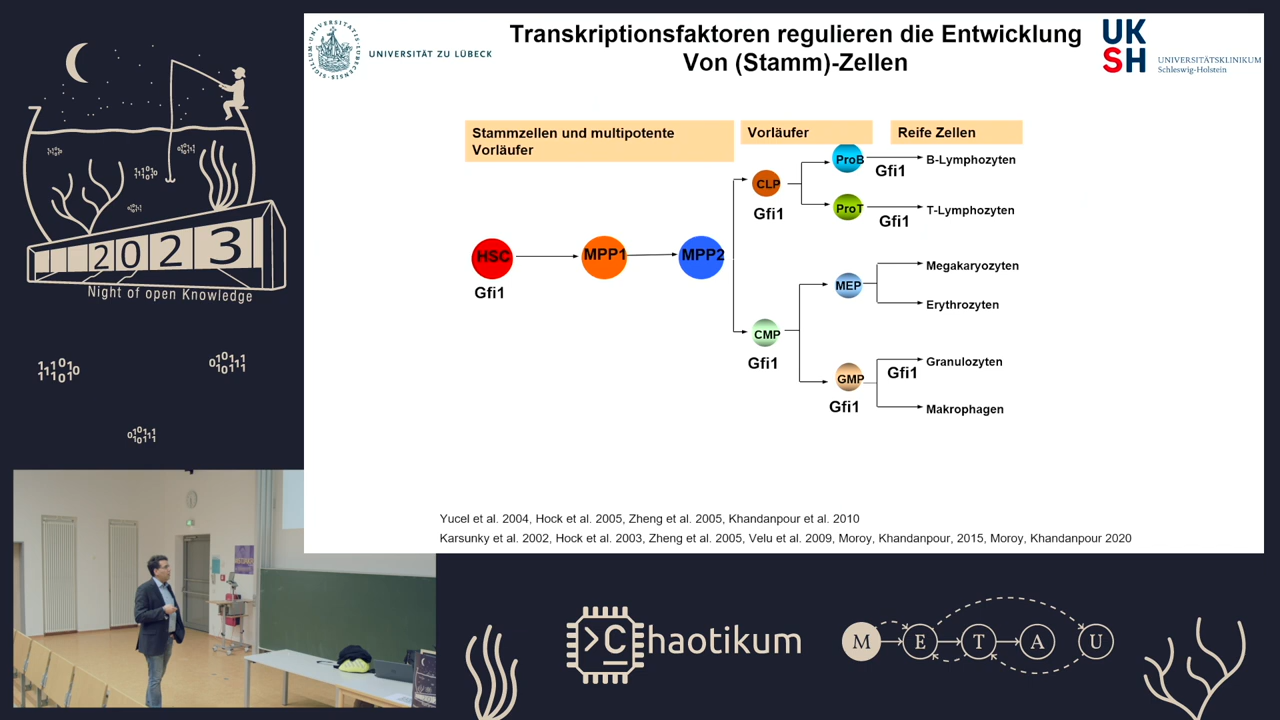 UNIVERSITÄT ZU LÜBECK
Transkriptionsfaktoren regulieren die Entwicklung
Von (Stamm)-Zellen
UK
SH
UNIVERSITÄTSKLINIKUM
Schleswig-Holstein
Stammzellen und multipotente
Vorläufer
Vorläufer
Reife Zellen
ProB
Gfi1
B-Lymphozyten
CLP
Gfi1
ProT
Gfi1
T-Lymphozyten
HSC
Gfi1
MPP1
MPP2
MEP
Megakaryozyten
Erythrozyten
CMP
Gfi1
GMP
Gfi1
Gfi1
Granulozyten
Makrophagen
Yucel et al. 2004, Hock et al. 2005, Zheng et al. 2005, Khandanpour et al. 2010
Karsunky et al. 2002, Hock et al. 2003, Zheng et al. 2005, Velu et al. 2009, Moroy, Khandanpour, 2015, Moroy, Khandanpour 2020
2023
Night of open Knowledge
>C haotikum
M E T A U